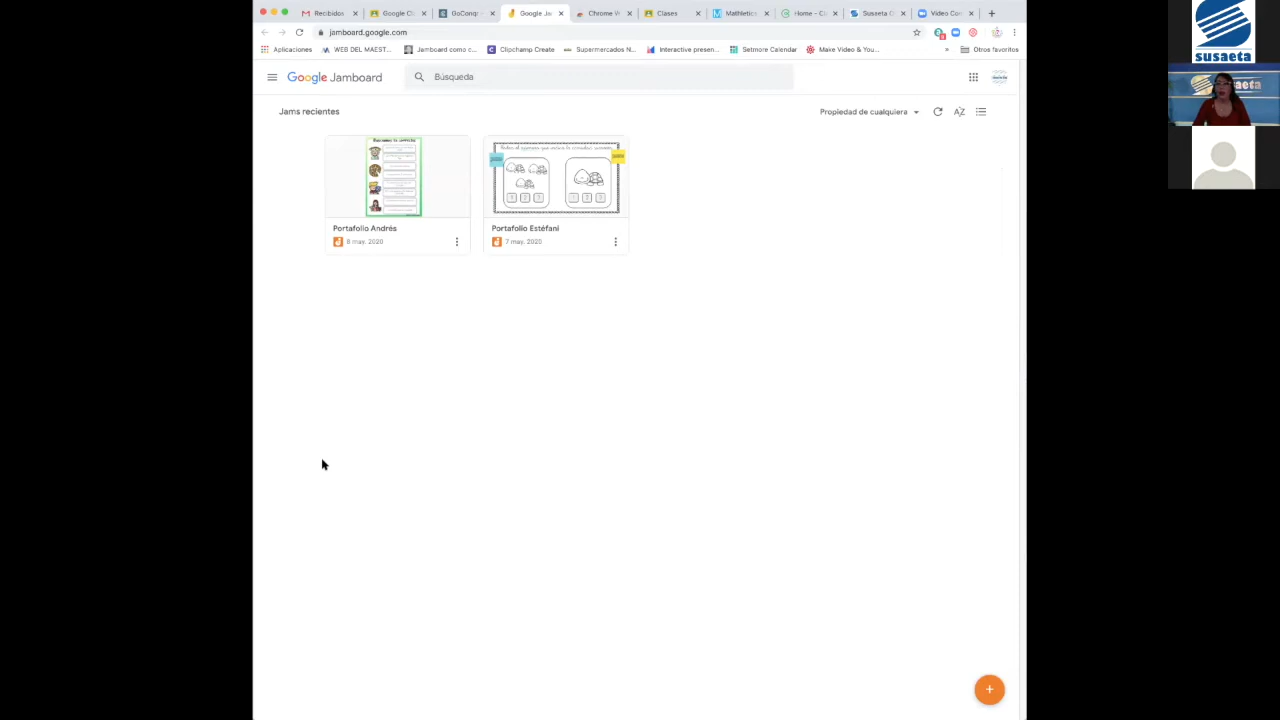 Recibidos
Google Cl
GoConqr
Google Ja
Chrome W
Clases
Mathletics
Home - Cl
Susaeta O
Video Con
jamboard.google.com
Aplicaciones
WEB DEL MAEST...
Jamboard como c...
Clipchamp Create
Supermercados N...
Interactive presen...
Setmore Calendar
Make Video & You...
»
Otros favoritos
Google Jamboard
Búsqueda
Jams recientes
Propiedad de cualquiera
Portafolio Andrés
8 may. 2020
Portafolio Estéfani
7 may. 2020
susaeta
susaeta